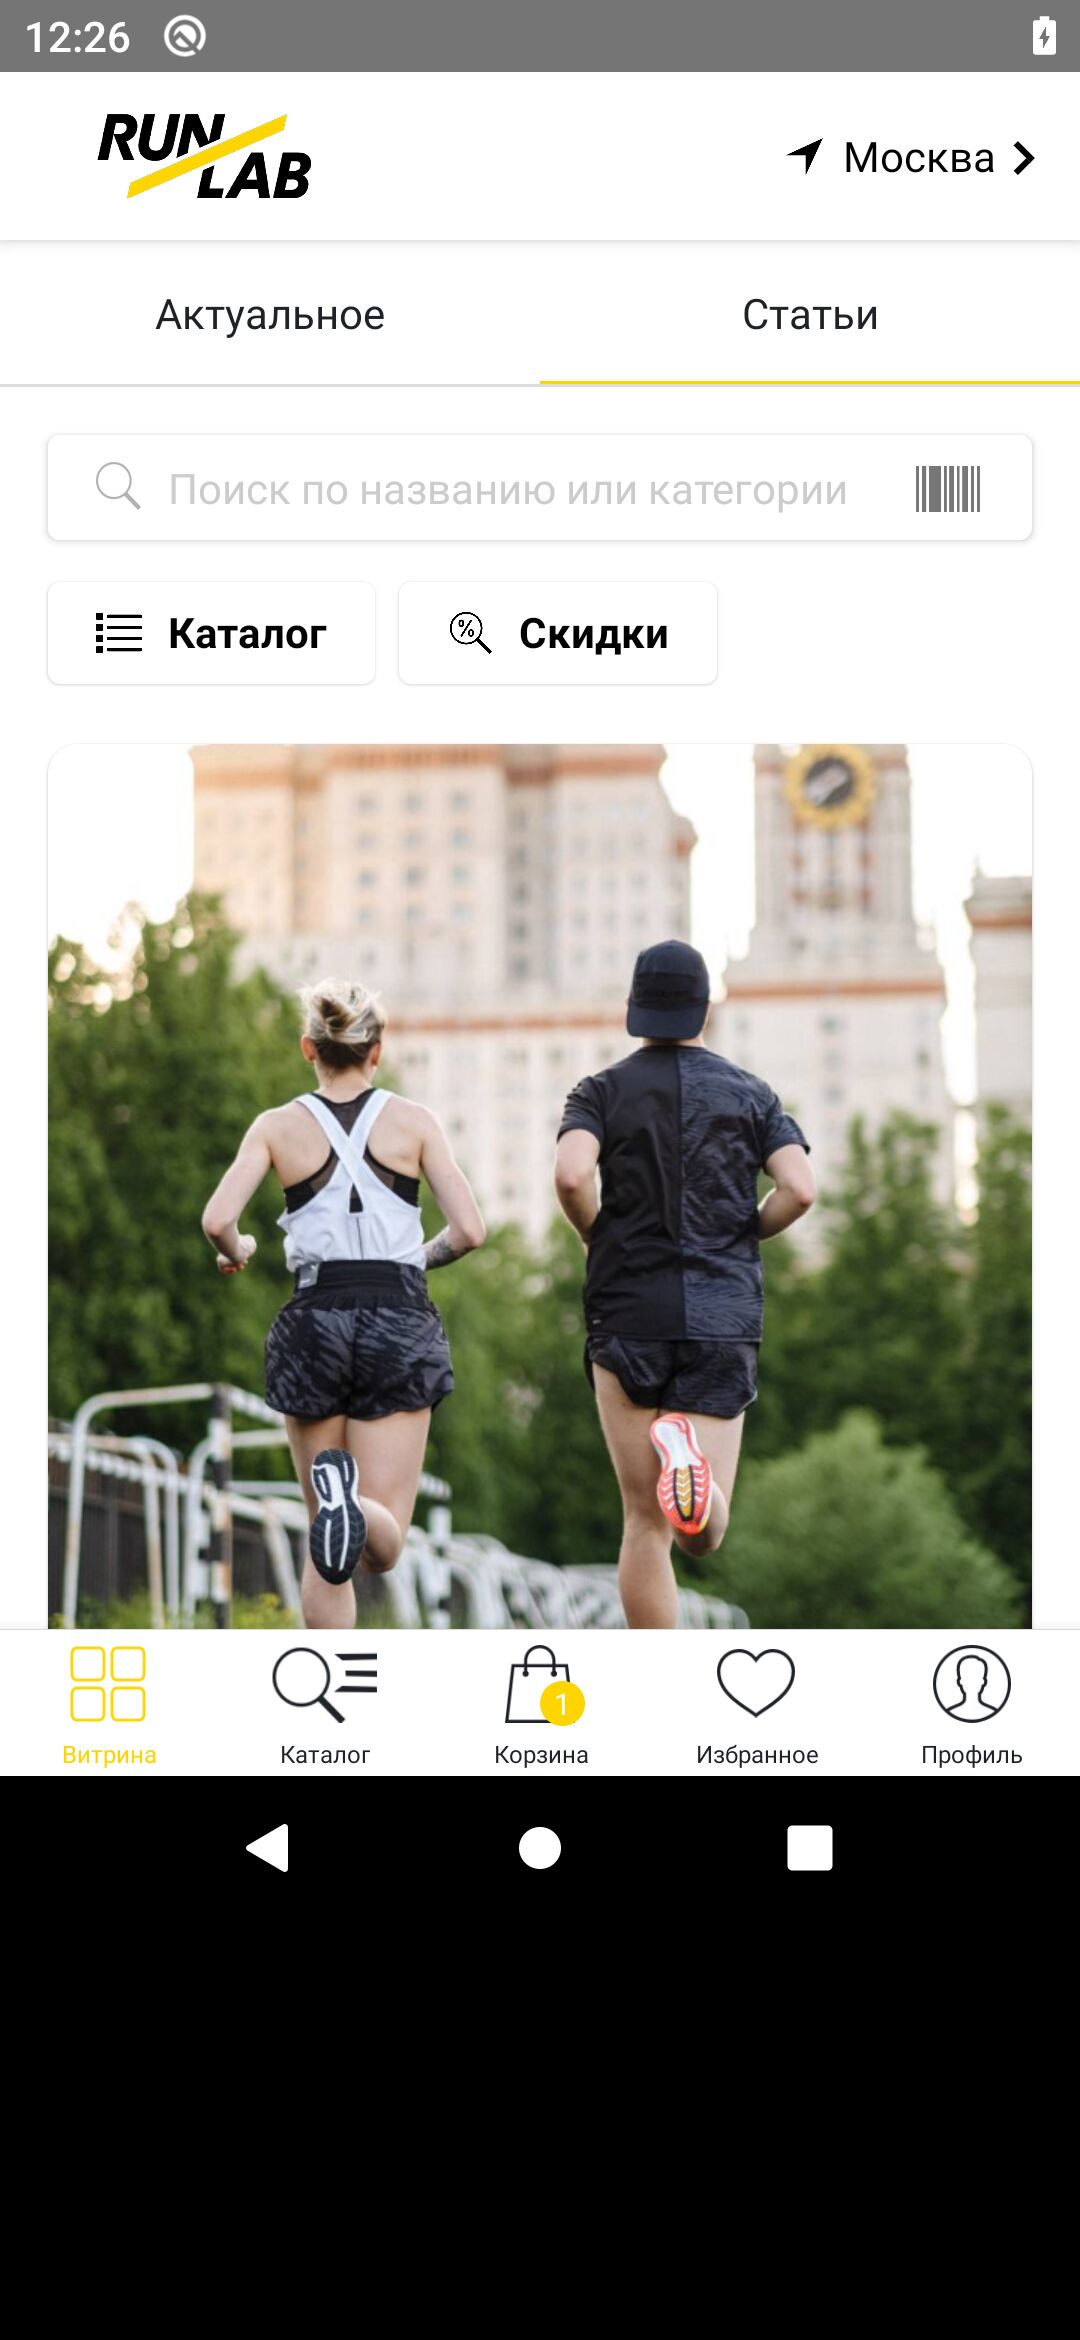 12:26
RUN
LAB
Москва
Актуальное
Статьи
Поиск по названию или категории
Каталог
Скидки
1
Витрина
Каталог
Корзина
Избранное
Профиль